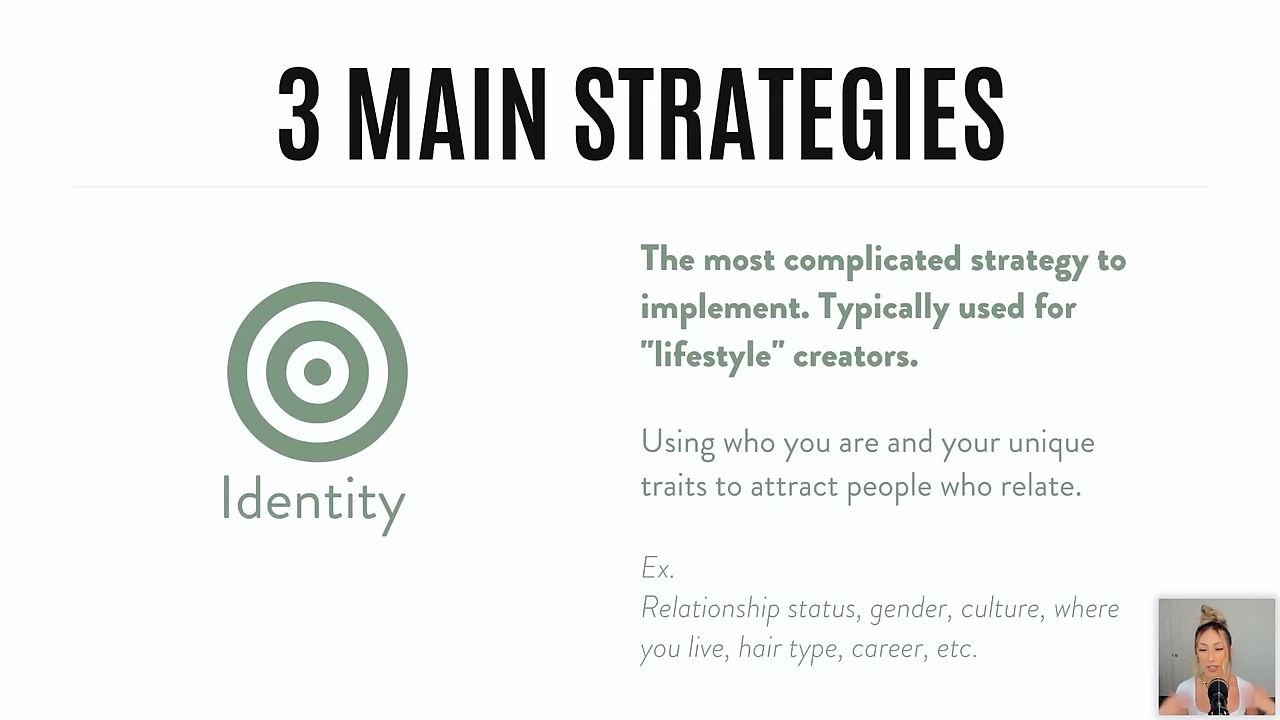 3 MAIN STRATEGIES
Identity
The most complicated strategy to
implement. Typically used for
"lifestyle" creators.
Using who you are and your unique
traits to attract people who relate.
Ex.
Relationship status, gender, culture, where
you live, hair type, career, etc.